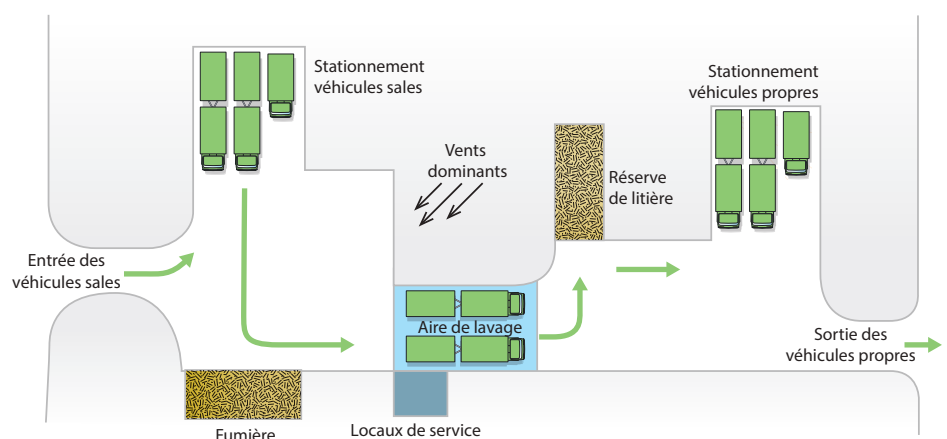 Stationnement
véhicules sales
Stationnement
véhicules propres
Vents
dominants
Réserve
de litière
Entrée des
véhicules sales
Aire de lavage
Sortie des
véhicules propres
Fumière
Locaux de service